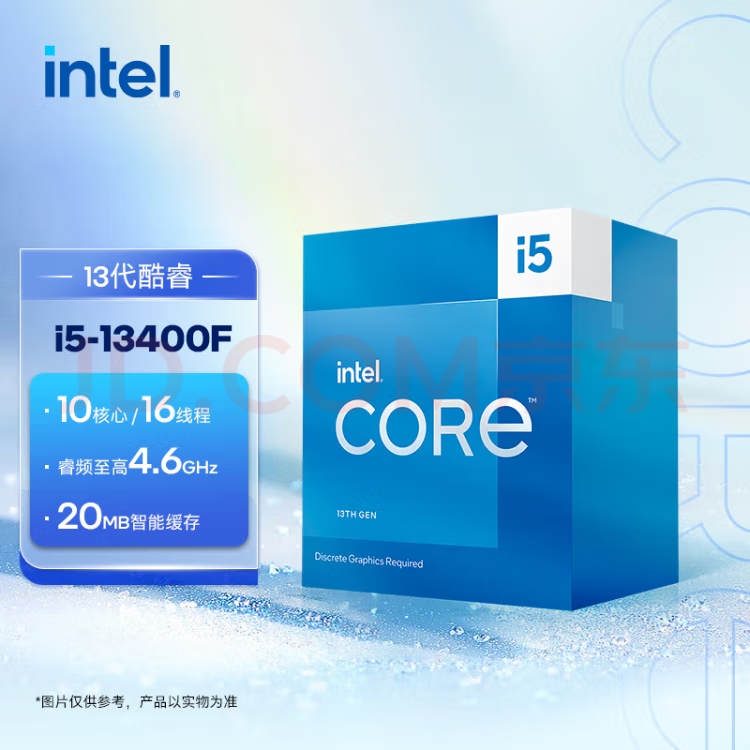 intel®
13代酷睿
i5-13400F
·10核心/16线程
·睿频至高4.6GHz
·20MB智能缓存
i5
intel.
CORE™
13TH GEN
Discrete Graphics Required
JD.COM京东
*图片仅供参考，产品以实物为准